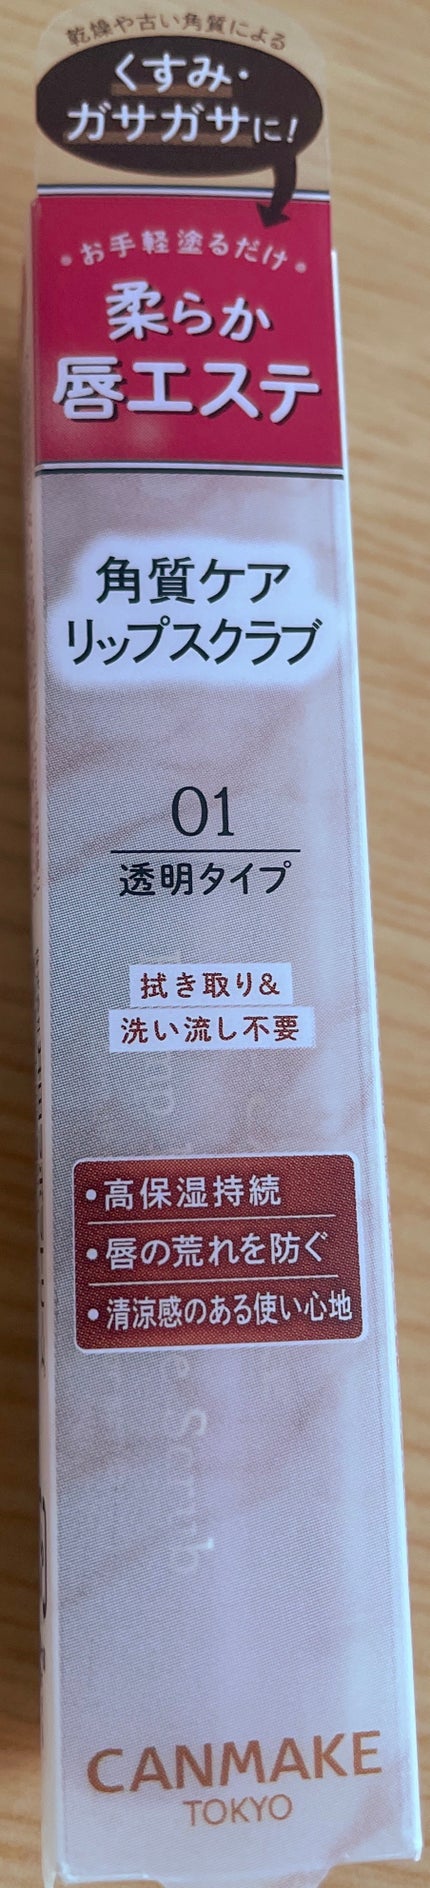 乾燥や古い角質による
くすみ・
ガサガサに!
・お手軽塗るだけ・
柔らか
唇エステ
角質ケア
リップスクラブ
01
透明タイプ
拭き取り&
洗い流し不要
・高保湿持続
・唇の荒れを防ぐ
・清涼感のある使い心地
Scrub
CANMAKE
TOKYO